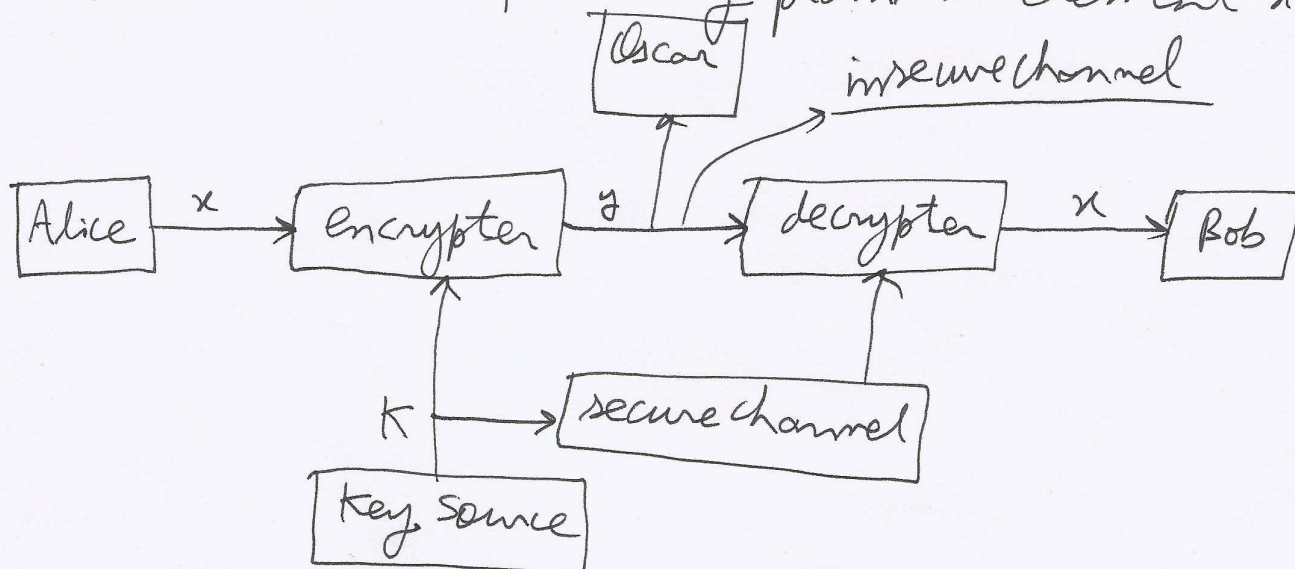 Oscar
insecure channel
Alice
x
encrypter
y
decrypter
x
Bob
K
secure channel
Key source